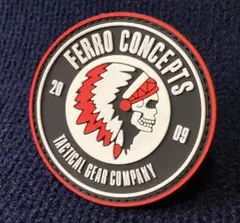 FERRO CONCEPTS
20 09
TACTICAL GEAR COMPANY